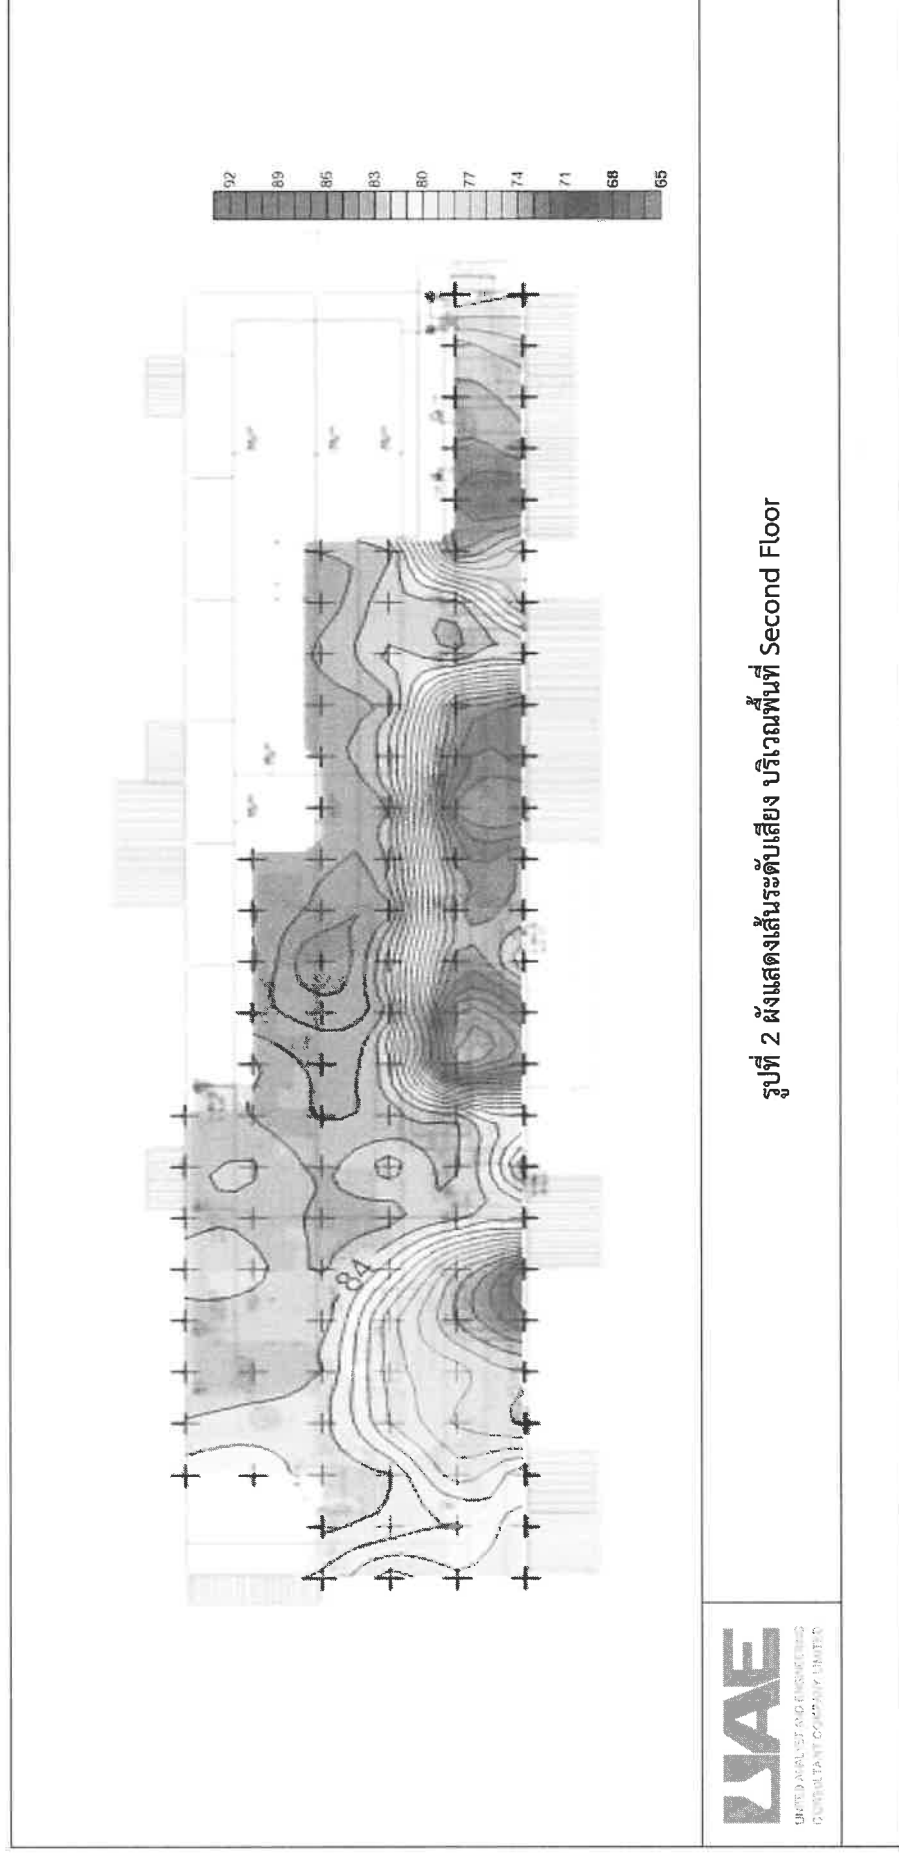 92
89
86
83
80
77
74
71
68
65
84
รูปที่ 2 ผังแสดงเส้นระดับเสียง บริเวณพื้นที่ Second Floor
UAE
UNITED ANALYST AND ENGINEERING
CONSULTANT COMPANY LIMITED